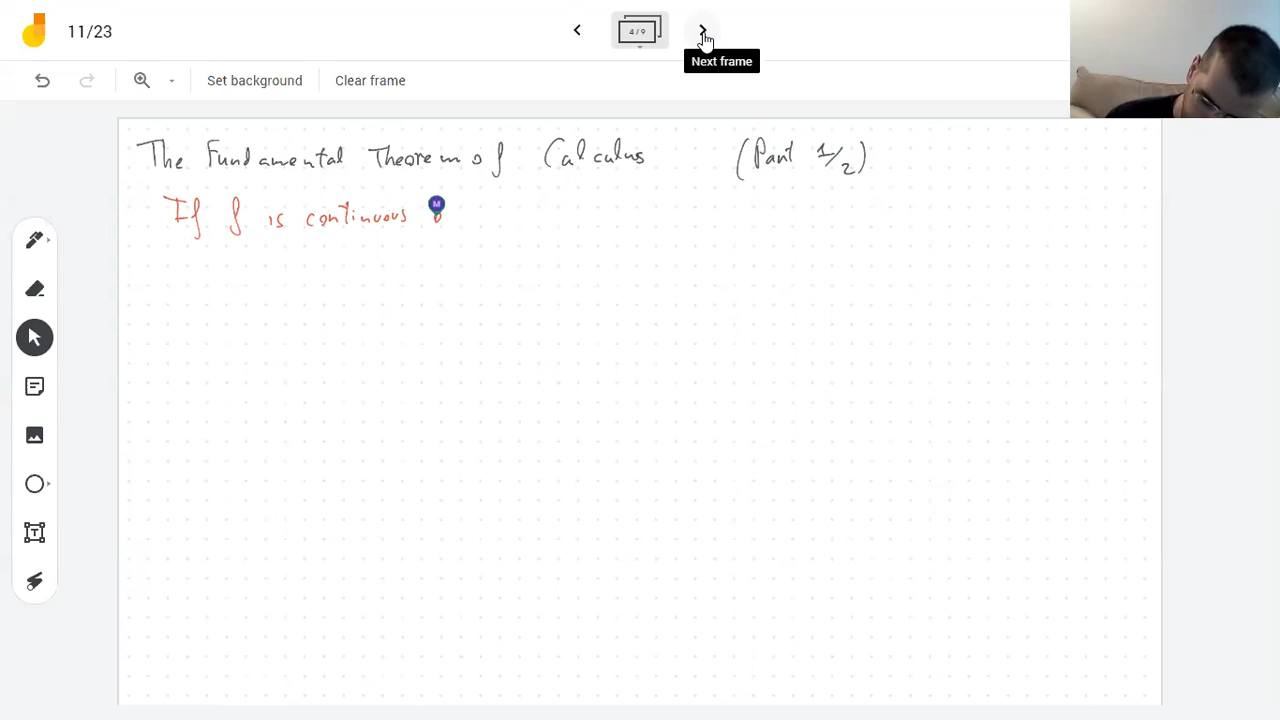 11/23
4 / 9
Next frame
Set background
Clear frame
The Fundamental Theorem of Calculus (Part 1/2)
If f is continuous
M